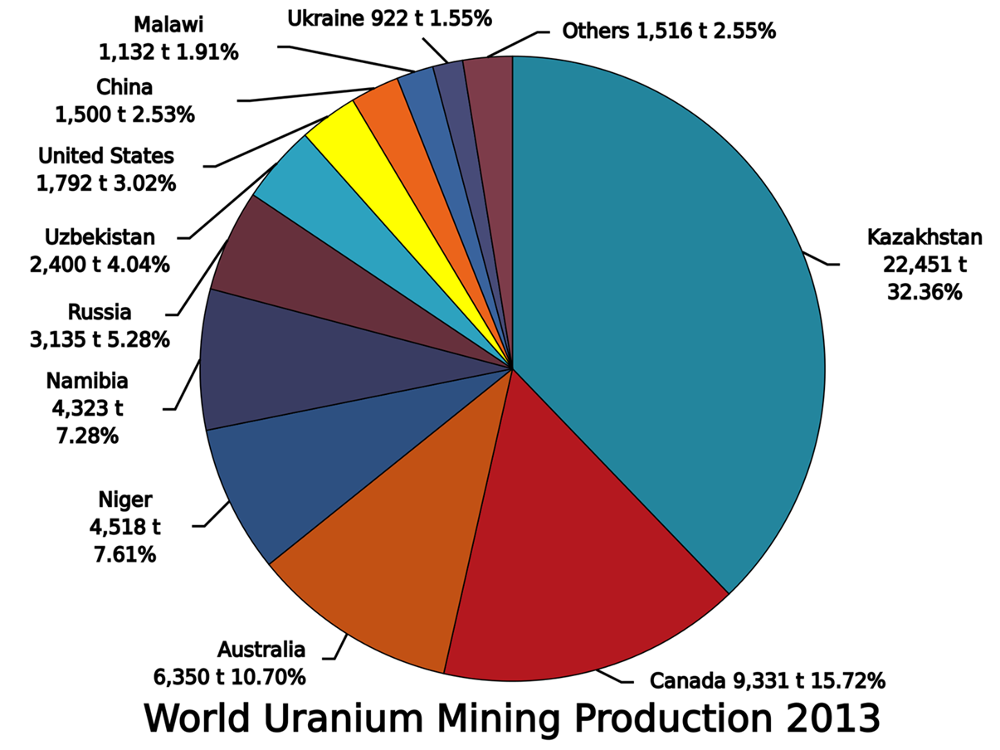 Ukraine 922 t 1.55%
Others 1,516 t 2.55%
Malawi
1,132 t 1.91%
China
1,500 t 2.53%
United States
1,792 t 3.02%
Uzbekistan
2,400 t 4.04%
Russia
3,135 t 5.28%
Namibia
4,323 t
7.28%
Niger
4,518 t
7.61%
Australia
6,350 t 10.70%
Kazakhstan
22,451 t
32.36%
Canada 9,331 t 15.72%
World Uranium Mining Production 2013